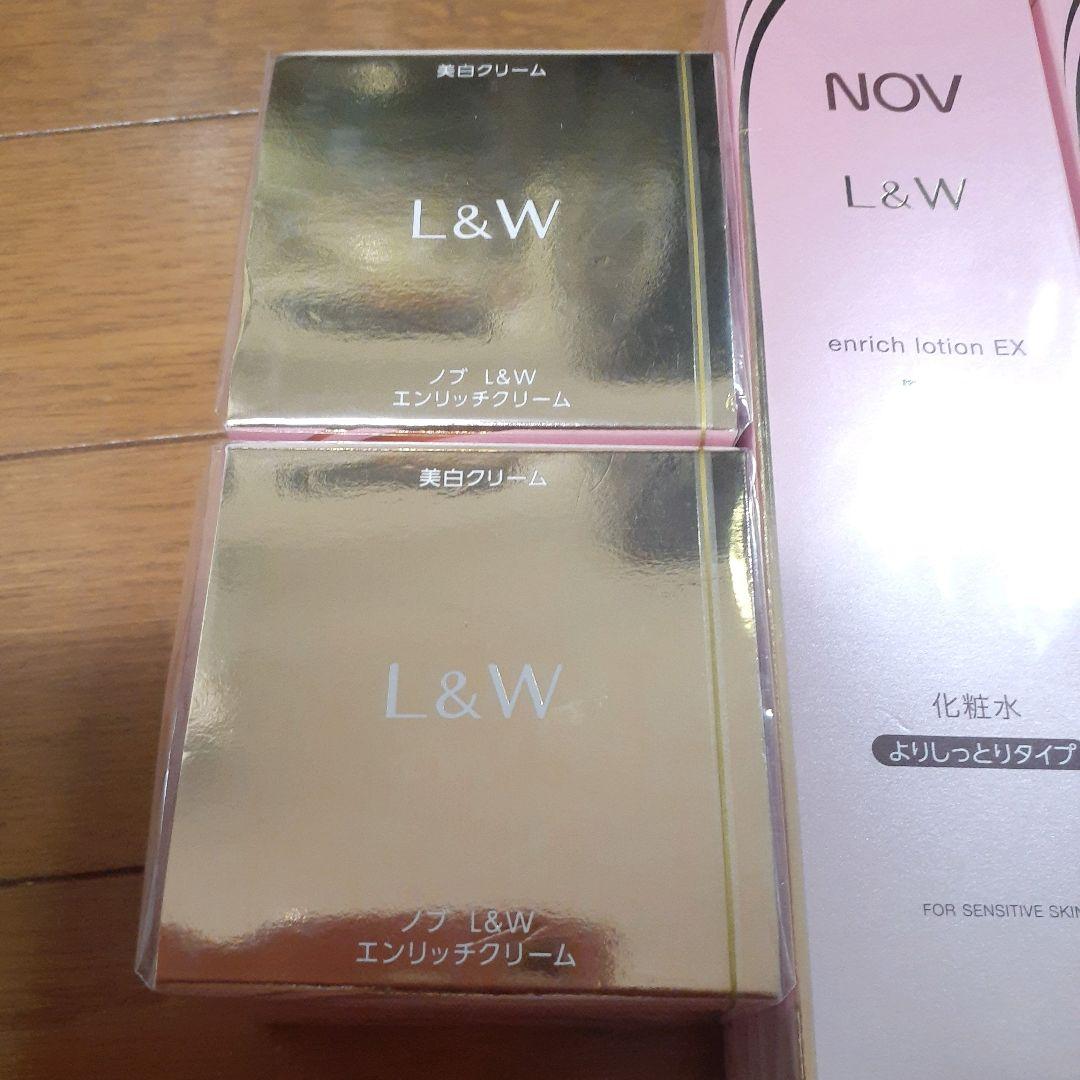 美白クリーム
L&W
ノブ L&W
エンリッチクリーム
美白クリーム
L&W
ノブ L&W
エンリッチクリーム
NOV
L&W
enrich lotion EX
化粧水
よりしっとりタイプ
FOR SENSITIVE SKIN